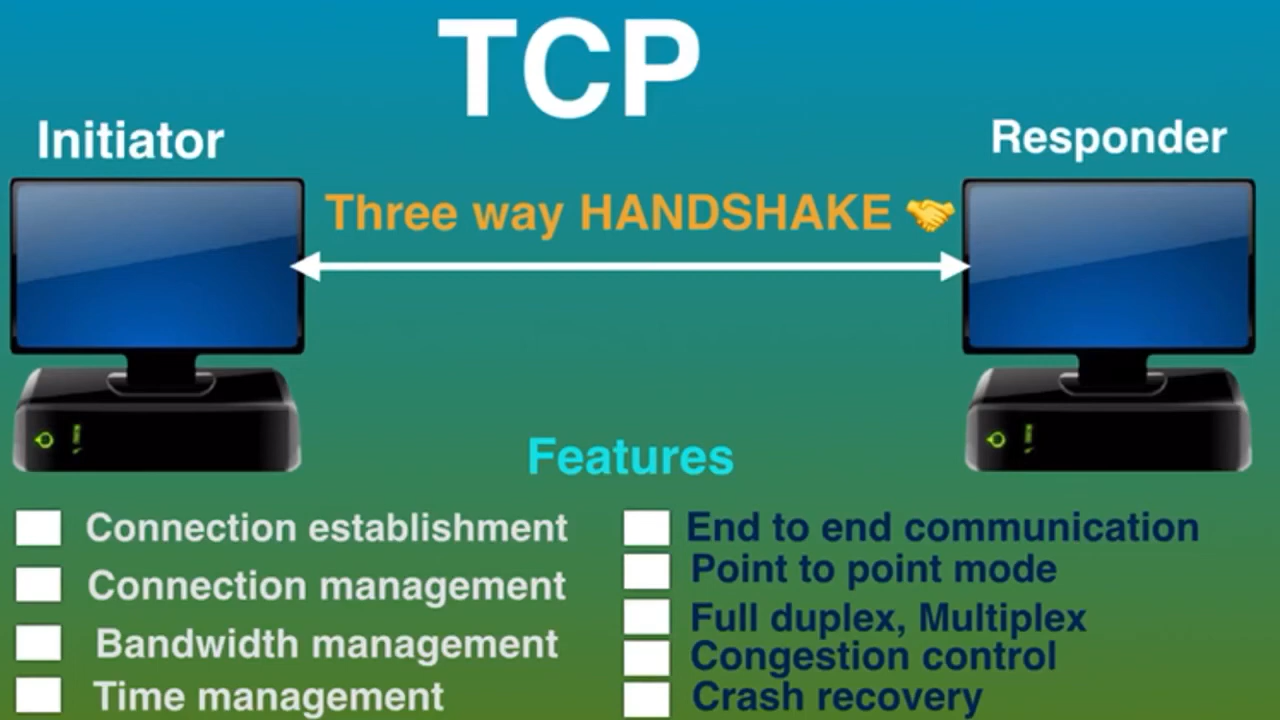 TCP
Initiator
Responder
Three way HANDSHAKE 🤝
Features
Connection establishment
Connection management
Bandwidth management
Time management
End to end communication
Point to point mode
Full duplex, Multiplex
Congestion control
Crash recovery